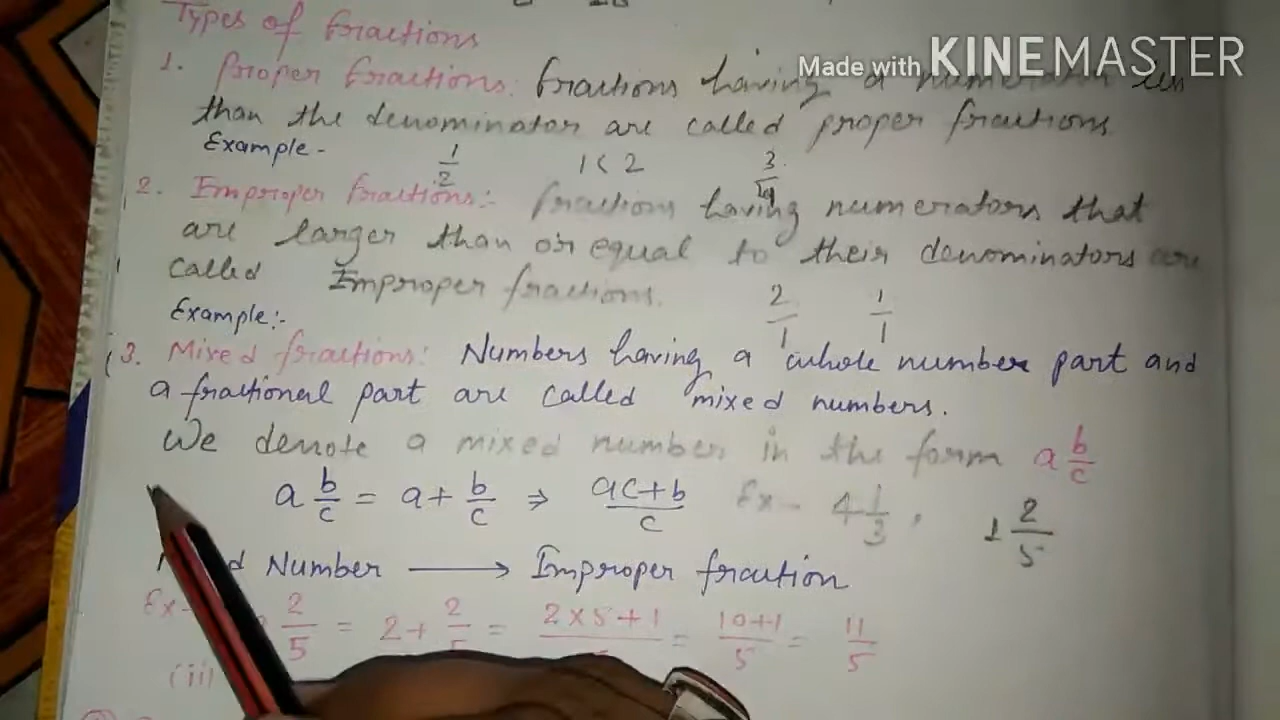 Types of fractions
Made with KINEMASTER
1. Proper fractions: fractions having a numerator less
than the denominator are called proper fractions.
Example- 1/2 1<2 3/4
2. Improper fractions:- fractions having numerators that
are larger than or equal to their denominators are
called Improper fractions.
Example:- 2/1 1/1
3. Mixed fractions: Numbers having a whole number part and
a fractional part are called mixed numbers.
We denote a mixed number in the form a b/c
a b/c = a + b/c ⇒ ac+b/c Ex- 4 1/3, 1 2/5
Number → Improper fraction
Ex- 2/5 = 2 + 2/5 = 2×5+1 = 10+1/5 = 11/5
(ii)